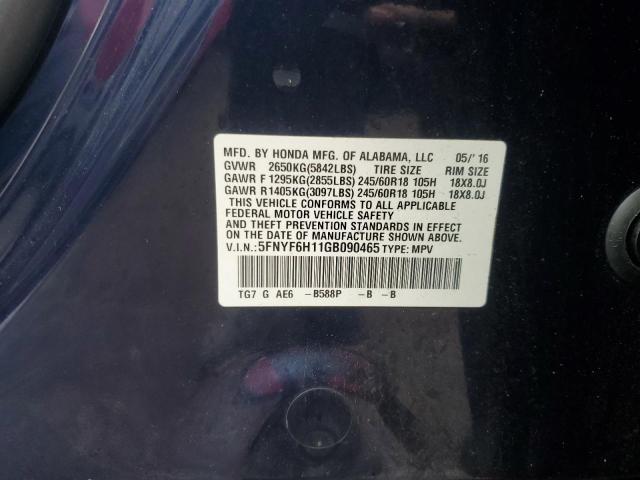 MFD. BY HONDA MFG. OF ALABAMA, LLC 05/'16
GVWR 2650KG(5842LBS) TIRE SIZE RIM SIZE
GAWR F 1295KG(2855LBS) 245/60R18 105H 18X8.0J
GAWR R1405KG(3097LBS) 245/60R18 105H 18X8.0J
THIS VEHICLE CONFORMS TO ALL APPLICABLE
FEDERAL MOTOR VEHICLE SAFETY
AND THEFT PREVENTION STANDARDS IN EFFECT
ON THE DATE OF MANUFACTURE SHOWN ABOVE.
V.I.N.: 5FNYF6H11GB090465 TYPE: MPV
TG7 G AE6 -B588P -B -B